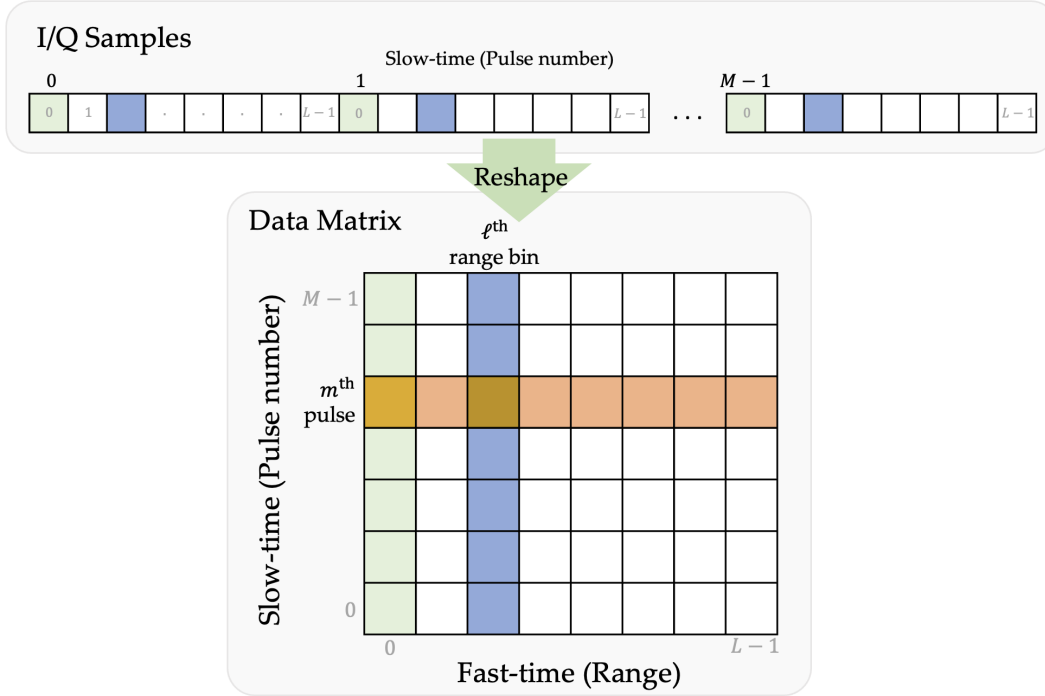 I/Q Samples
Slow-time (Pulse number)
0 1 M − 1
0 1 . . . . L − 1 0 L − 1 ... 0 L − 1
Reshape
Data Matrix
ℓth
range bin
M − 1
mth
pulse
Slow-time (Pulse number)
0
0 L − 1
Fast-time (Range)